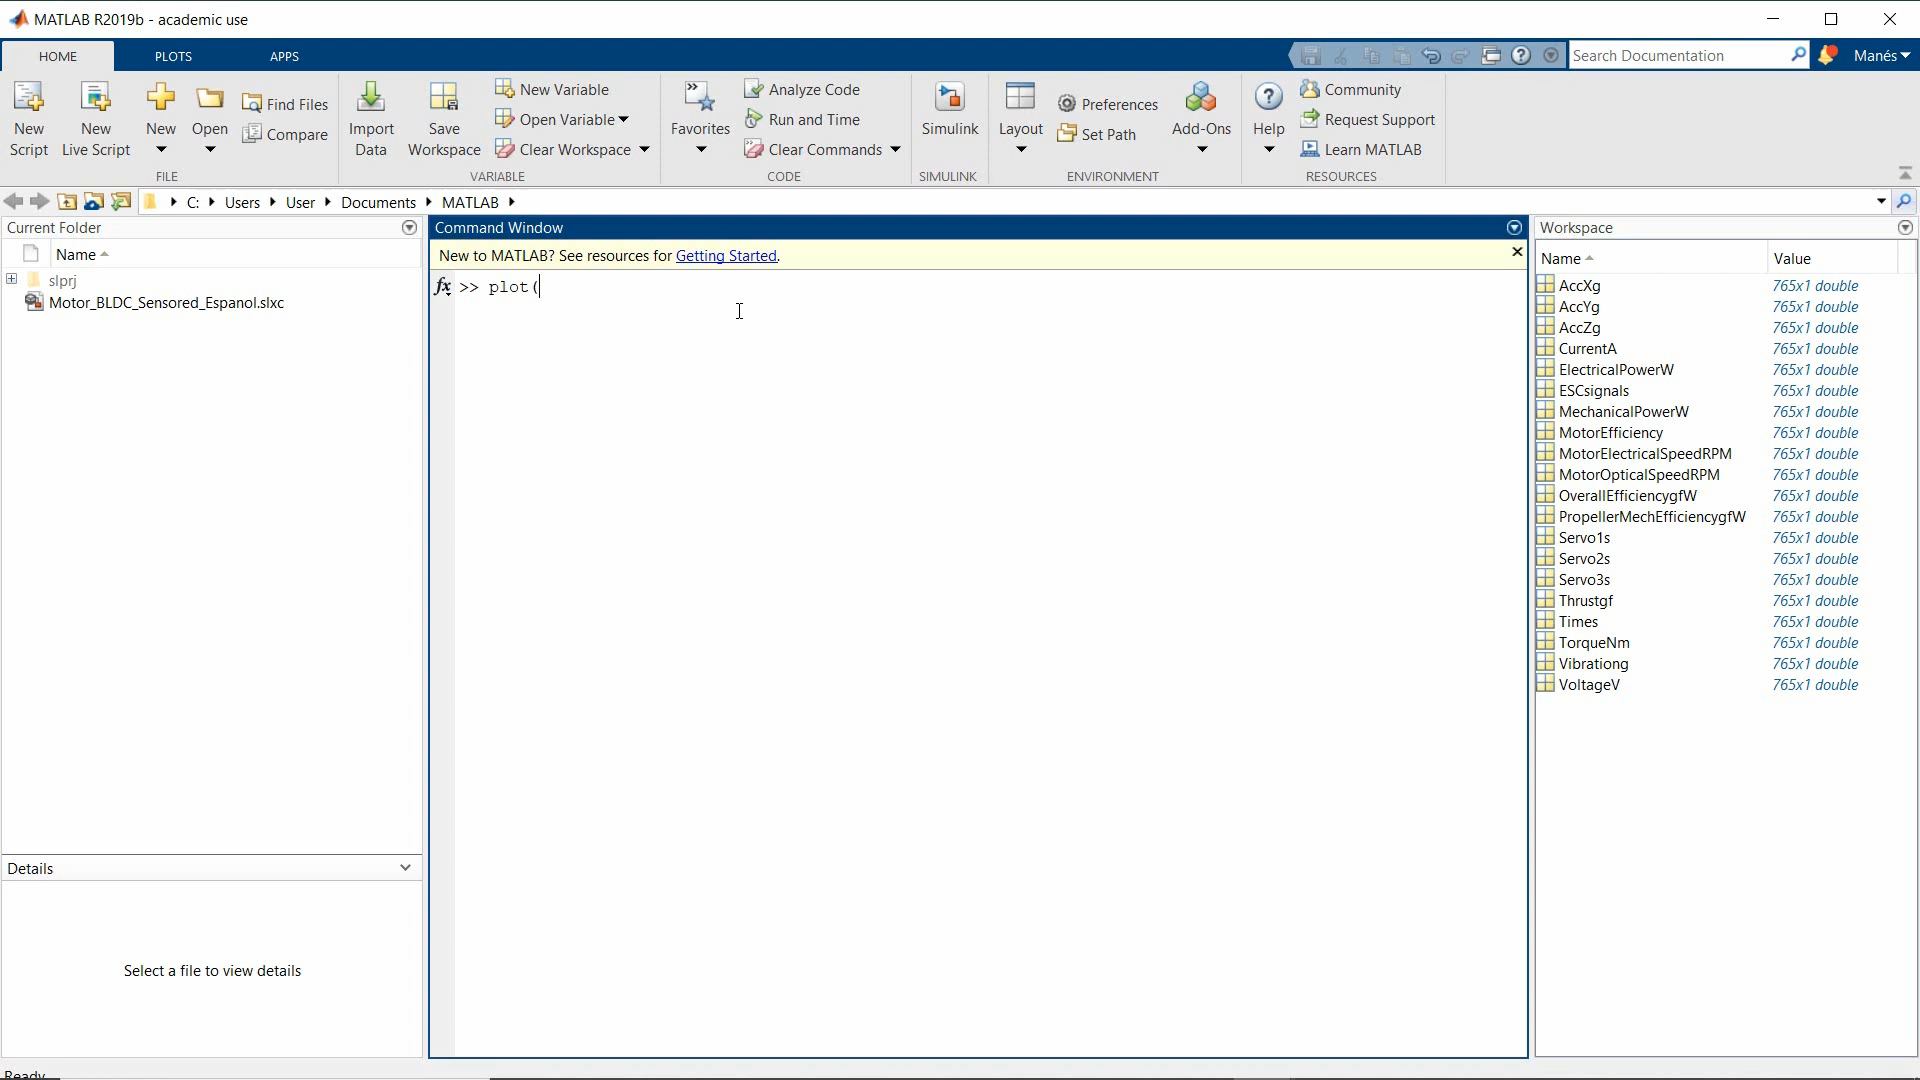 MATLAB R2019b - academic use
HOME PLOTS APPS Search Documentation Manés
New Script
New Live Script
New
Open
Find Files
Compare
FILE
Import Data
Save Workspace
New Variable
Open Variable
Clear Workspace
VARIABLE
Favorites
Analyze Code
Run and Time
Clear Commands
CODE
Simulink
SIMULINK
Layout
Preferences
Set Path
Add-Ons
ENVIRONMENT
Help
Community
Request Support
Learn MATLAB
RESOURCES
C: Users User Documents MATLAB
Current Folder
Name
slprj
Motor_BLDC_Sensored_Espanol.slxc
Details
Select a file to view details
Command Window
New to MATLAB? See resources for Getting Started.
fx >> plot(
Workspace
Name Value
AccXg 765x1 double
AccYg 765x1 double
AccZg 765x1 double
CurrentA 765x1 double
ElectricalPowerW 765x1 double
ESCsignals 765x1 double
MechanicalPowerW 765x1 double
MotorEfficiency 765x1 double
MotorElectricalSpeedRPM 765x1 double
MotorOpticalSpeedRPM 765x1 double
OverallEfficiencygfW 765x1 double
PropellerMechEfficiencygfW 765x1 double
Servo1s 765x1 double
Servo2s 765x1 double
Servo3s 765x1 double
Thrustgf 765x1 double
Times 765x1 double
TorqueNm 765x1 double
Vibrationg 765x1 double
VoltageV 765x1 double
Ready